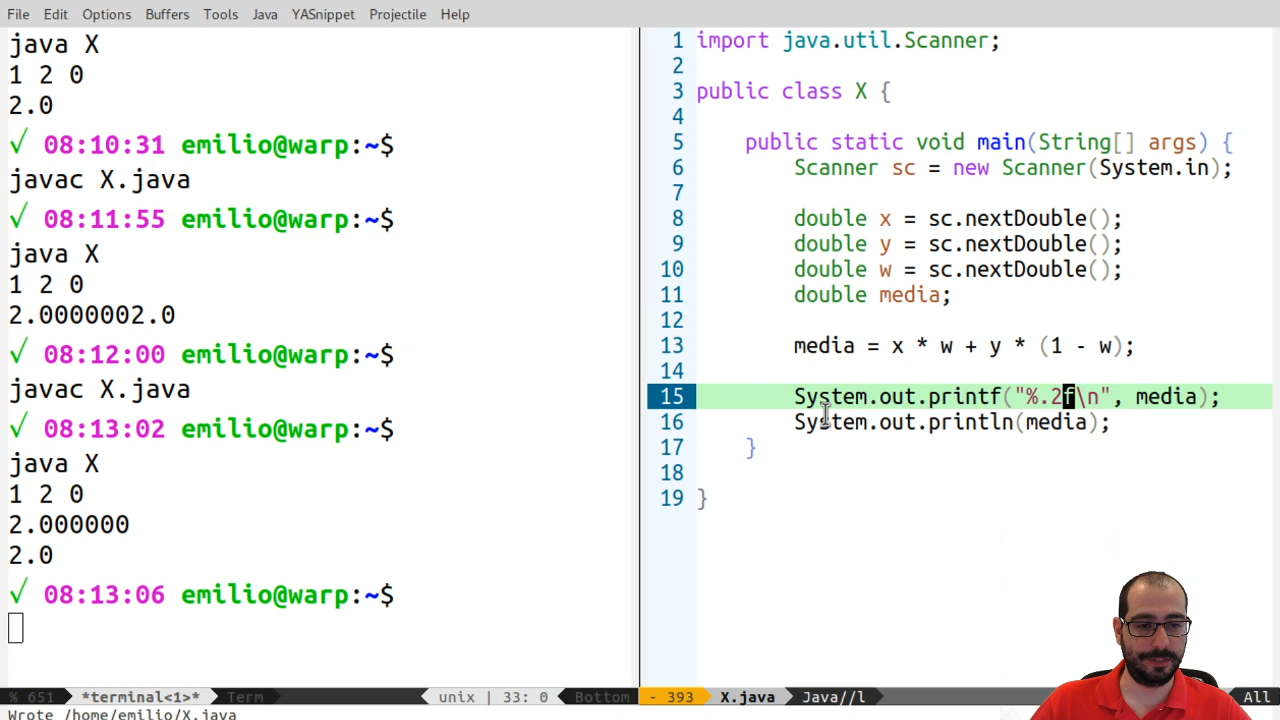 File Edit Options Buffers Tools Java YASnippet Projectile Help
java X
1 2 0
2.0
√ 08:10:31 emilio@warp:~$
javac X.java
√ 08:11:55 emilio@warp:~$
java X
1 2 0
2.0000002.0
√ 08:12:00 emilio@warp:~$
javac X.java
√ 08:13:02 emilio@warp:~$
java X
1 2 0
2.000000
2.0
√ 08:13:06 emilio@warp:~$
% 651 *terminal<1>* Term unix | 33: 0 Bottom
1 import java.util.Scanner;
2
3 public class X {
4
5 public static void main(String[] args) {
6 Scanner sc = new Scanner(System.in);
7
8 double x = sc.nextDouble();
9 double y = sc.nextDouble();
10 double w = sc.nextDouble();
11 double media;
12
13 media = x * w + y * (1 - w);
14
15 System.out.printf("%.2f\n", media);
16 System.out.println(media);
17 }
18
19 }
- 393 X.java Java//l All
Wrote /home/emilio/X.java